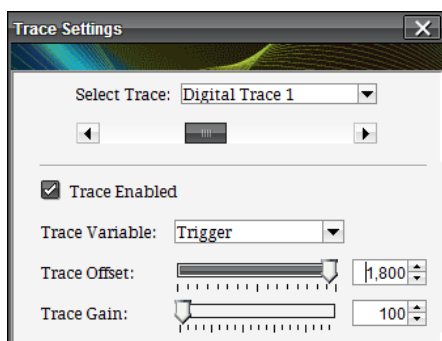 Trace Settings
Select Trace: Digital Trace 1
Trace Enabled
Trace Variable: Trigger
Trace Offset: 1,800
Trace Gain: 100